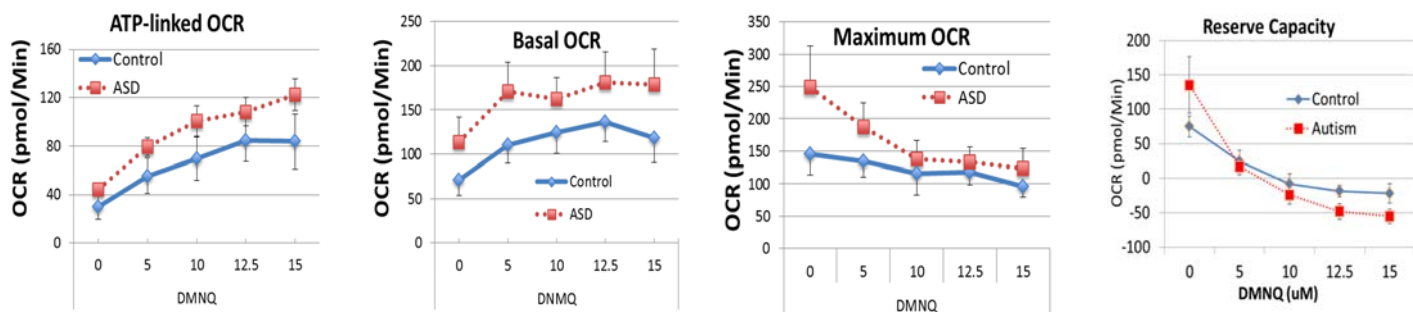 ATP-linked OCR
OCR (pmol/Min)
160
120
80
40
0
Control
ASD
0 5 10 12.5 15
DMNQ
Basal OCR
OCR (pmol/Min)
250
200
150
100
50
0
Control
ASD
0 5 10 12.5 15
DNMQ
Maximum OCR
OCR (pmol/Min)
350
300
250
200
150
100
50
0
Control
ASD
0 5 10 12.5 15
DMNQ
Reserve Capacity
OCR (pmol/Min)
200
150
100
50
0
-50
-100
Control
Autism
0 5 10 12.5 15
DMNQ (uM)